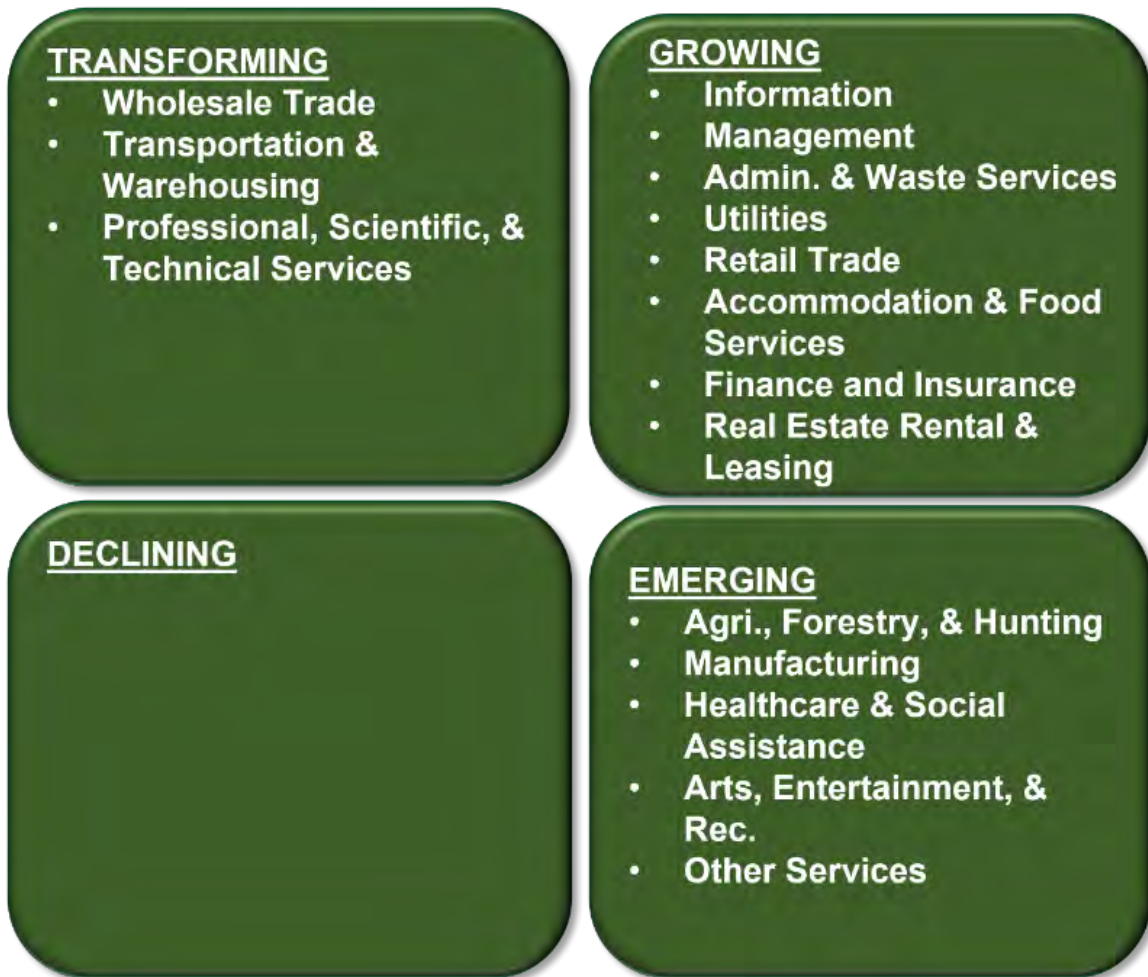 TRANSFORMING
• Wholesale Trade
• Transportation &
Warehousing
• Professional, Scientific, &
Technical Services
GROWING
• Information
• Management
• Admin. & Waste Services
• Utilities
• Retail Trade
• Accommodation & Food
Services
• Finance and Insurance
• Real Estate Rental &
Leasing
DECLINING
EMERGING
• Agri., Forestry, & Hunting
• Manufacturing
• Healthcare & Social
Assistance
• Arts, Entertainment, &
Rec.
• Other Services